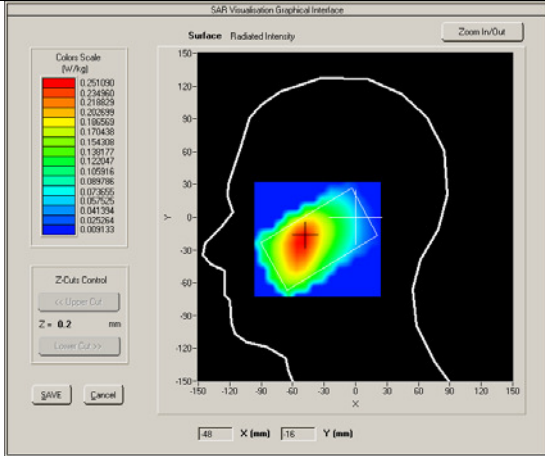 SAR Visualisation Graphical Interface
Surface Radiated Intensity
Zoom In/Out
Colors Scale
(W/kg)
0.251090
0.234960
0.218829
0.202699
0.186569
0.170438
0.154308
0.138177
0.122047
0.105916
0.089786
0.073655
0.057525
0.041394
0.025264
0.009133
150
120
90
60
30
0
-30
-60
-90
-120
-150
Y
-150 -120 -90 -60 -30 0 30 60 90 120 150
X
Z-Cuts Control
<< Upper Cut
Z = 0.2 mm
Lower Cut >>
SAVE Cancel
-48 X (mm) -16 Y (mm)